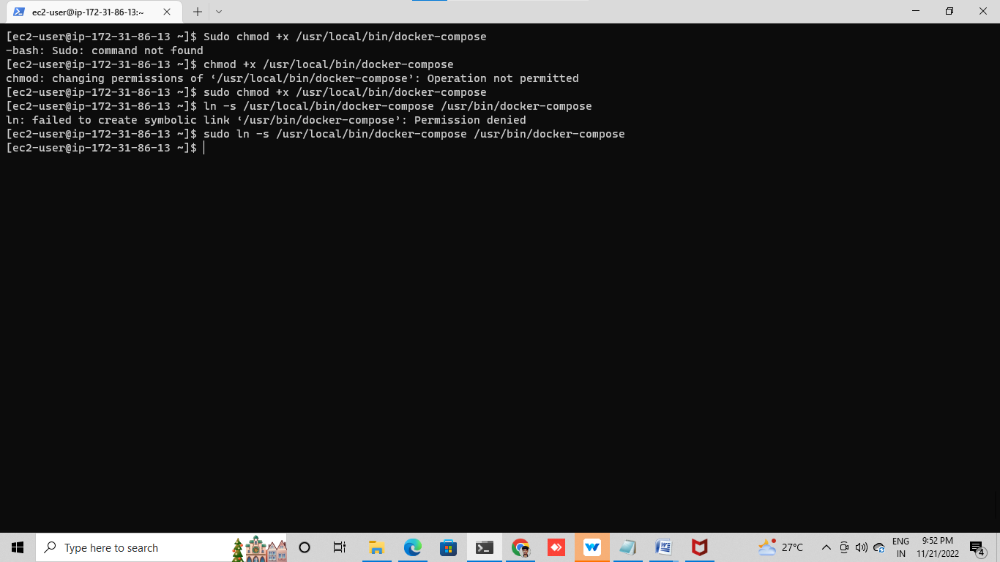 ec2-user@ip-172-31-86-13:~
[ec2-user@ip-172-31-86-13 ~]$ Sudo chmod +x /usr/local/bin/docker-compose
-bash: Sudo: command not found
[ec2-user@ip-172-31-86-13 ~]$ chmod +x /usr/local/bin/docker-compose
chmod: changing permissions of ‘/usr/local/bin/docker-compose’: Operation not permitted
[ec2-user@ip-172-31-86-13 ~]$ sudo chmod +x /usr/local/bin/docker-compose
[ec2-user@ip-172-31-86-13 ~]$ ln -s /usr/local/bin/docker-compose /usr/bin/docker-compose
ln: failed to create symbolic link ‘/usr/bin/docker-compose’: Permission denied
[ec2-user@ip-172-31-86-13 ~]$ sudo ln -s /usr/local/bin/docker-compose /usr/bin/docker-compose
[ec2-user@ip-172-31-86-13 ~]$
Type here to search
27°C
ENG
IN
9:52 PM
11/21/2022
4